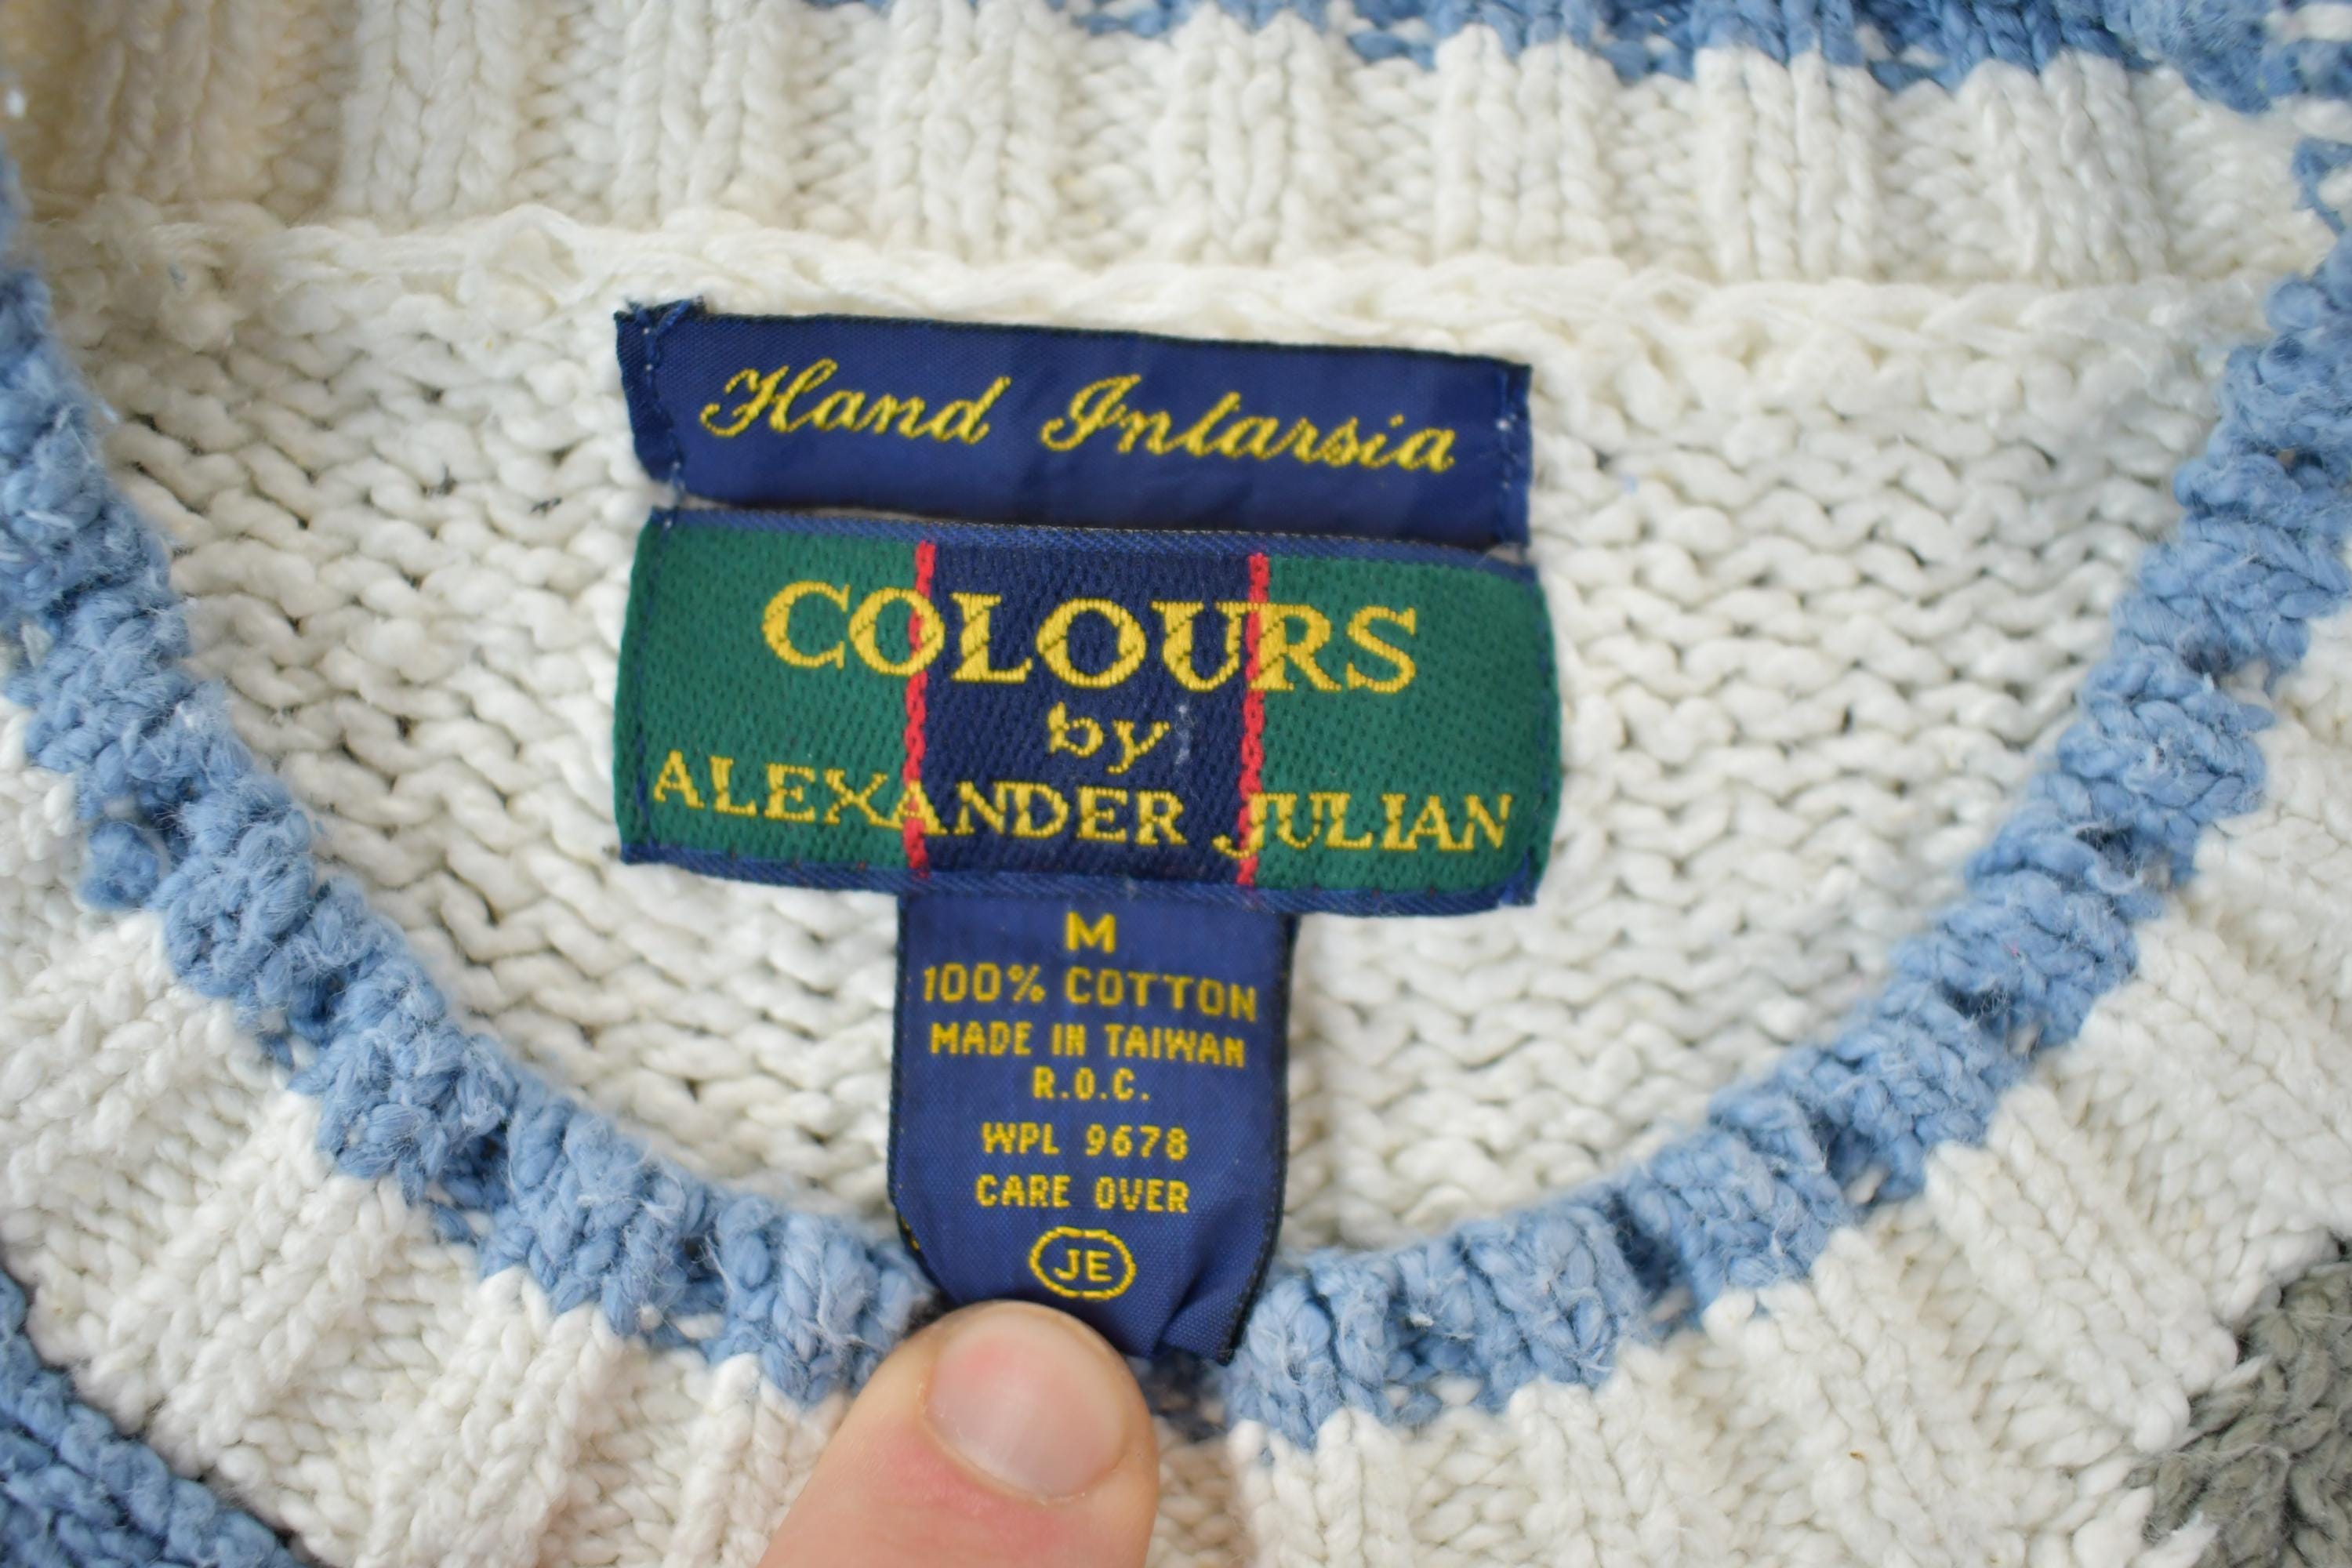 Hand Intarsia
COLOURS
by
ALEXANDER JULIAN
M
100% COTTON
MADE IN TAIWAN
R.O.C.
WPL 9678
CARE OVER
JE